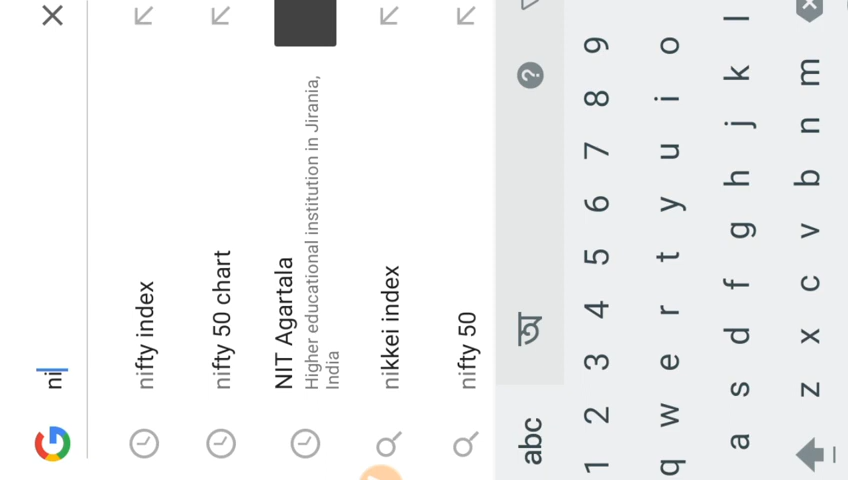 ni
nifty index
nifty 50 chart
NIT Agartala
Higher educational institution in Jirania,
India
nikkei index
nifty 50
abc অ ?
1 2 3 4 5 6 7 8 9
q w e r t y u i o
a s d f g h j k l
z x c v b n m